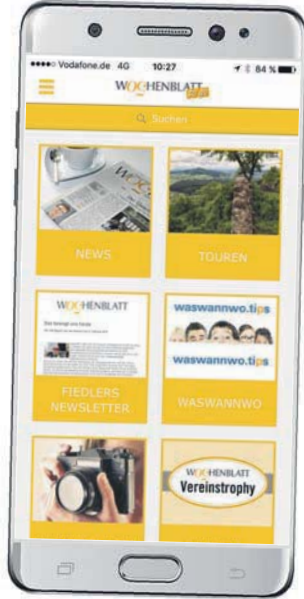 Vodafone.de 4G 10:27 84 %
WOCHENBLATT
Suchen
WOC
NEWS
TOUREN
WOCHENBLATT
FIEDLERS
NEWSLETTER
waswannwo.tips
waswannwo.tips
WASWANNWO
WOCHENBLATT
Vereinstrophy